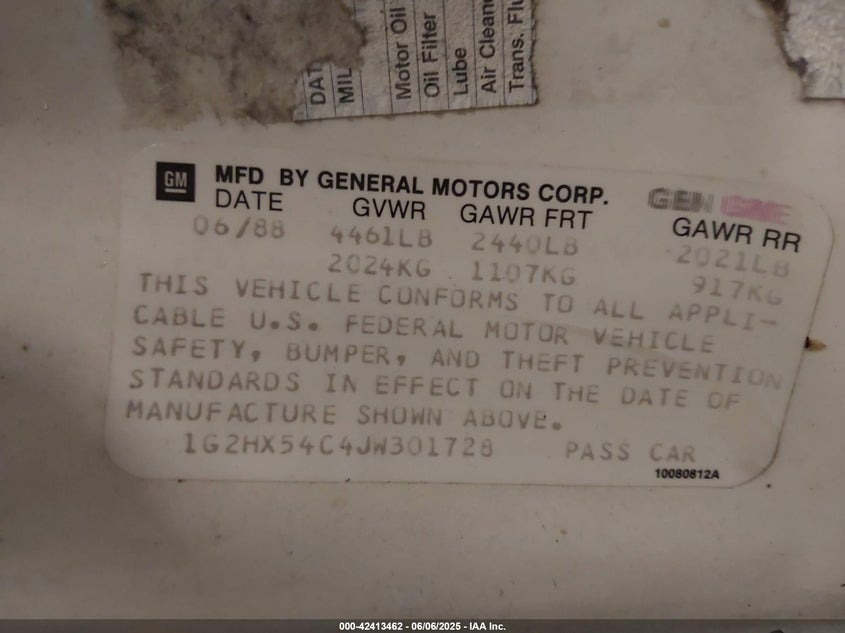 DAT
MIL
Motor Oil
Oil Filter
Lube
Air Cleane
Trans. Flu
GM MFD BY GENERAL MOTORS CORP. GEN
DATE GVWR GAWR FRT GAWR RR
06/88 4461LB 2440LB 2021LB
2024KG 1107KG 917KG
THIS VEHICLE CONFORMS TO ALL APPLI-
CABLE U.S. FEDERAL MOTOR VEHICLE
SAFETY, BUMPER, AND THEFT PREVENTION
STANDARDS IN EFFECT ON THE DATE OF
MANUFACTURE SHOWN ABOVE.
1G2HX54C4JW301728 PASS CAR
10080812A
000-42413462 - 06/06/2025 - IAA Inc.